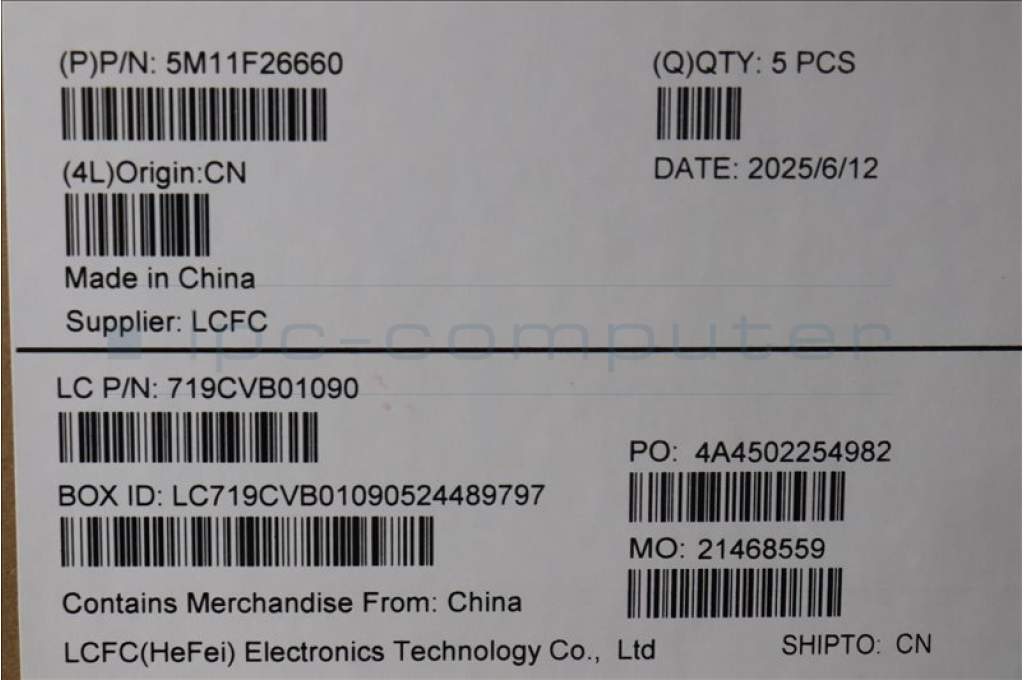 (P)P/N: 5M11F26660
(Q)QTY: 5 PCS
(4L)Origin:CN
DATE: 2025/6/12
Made in China
Supplier: LCFC
ipc-computer
LC P/N: 719CVB01090
PO: 4A4502254982
BOX ID: LC719CVB01090524489797
MO: 21468559
Contains Merchandise From: China
LCFC(HeFei) Electronics Technology Co., Ltd
SHIPTO: CN